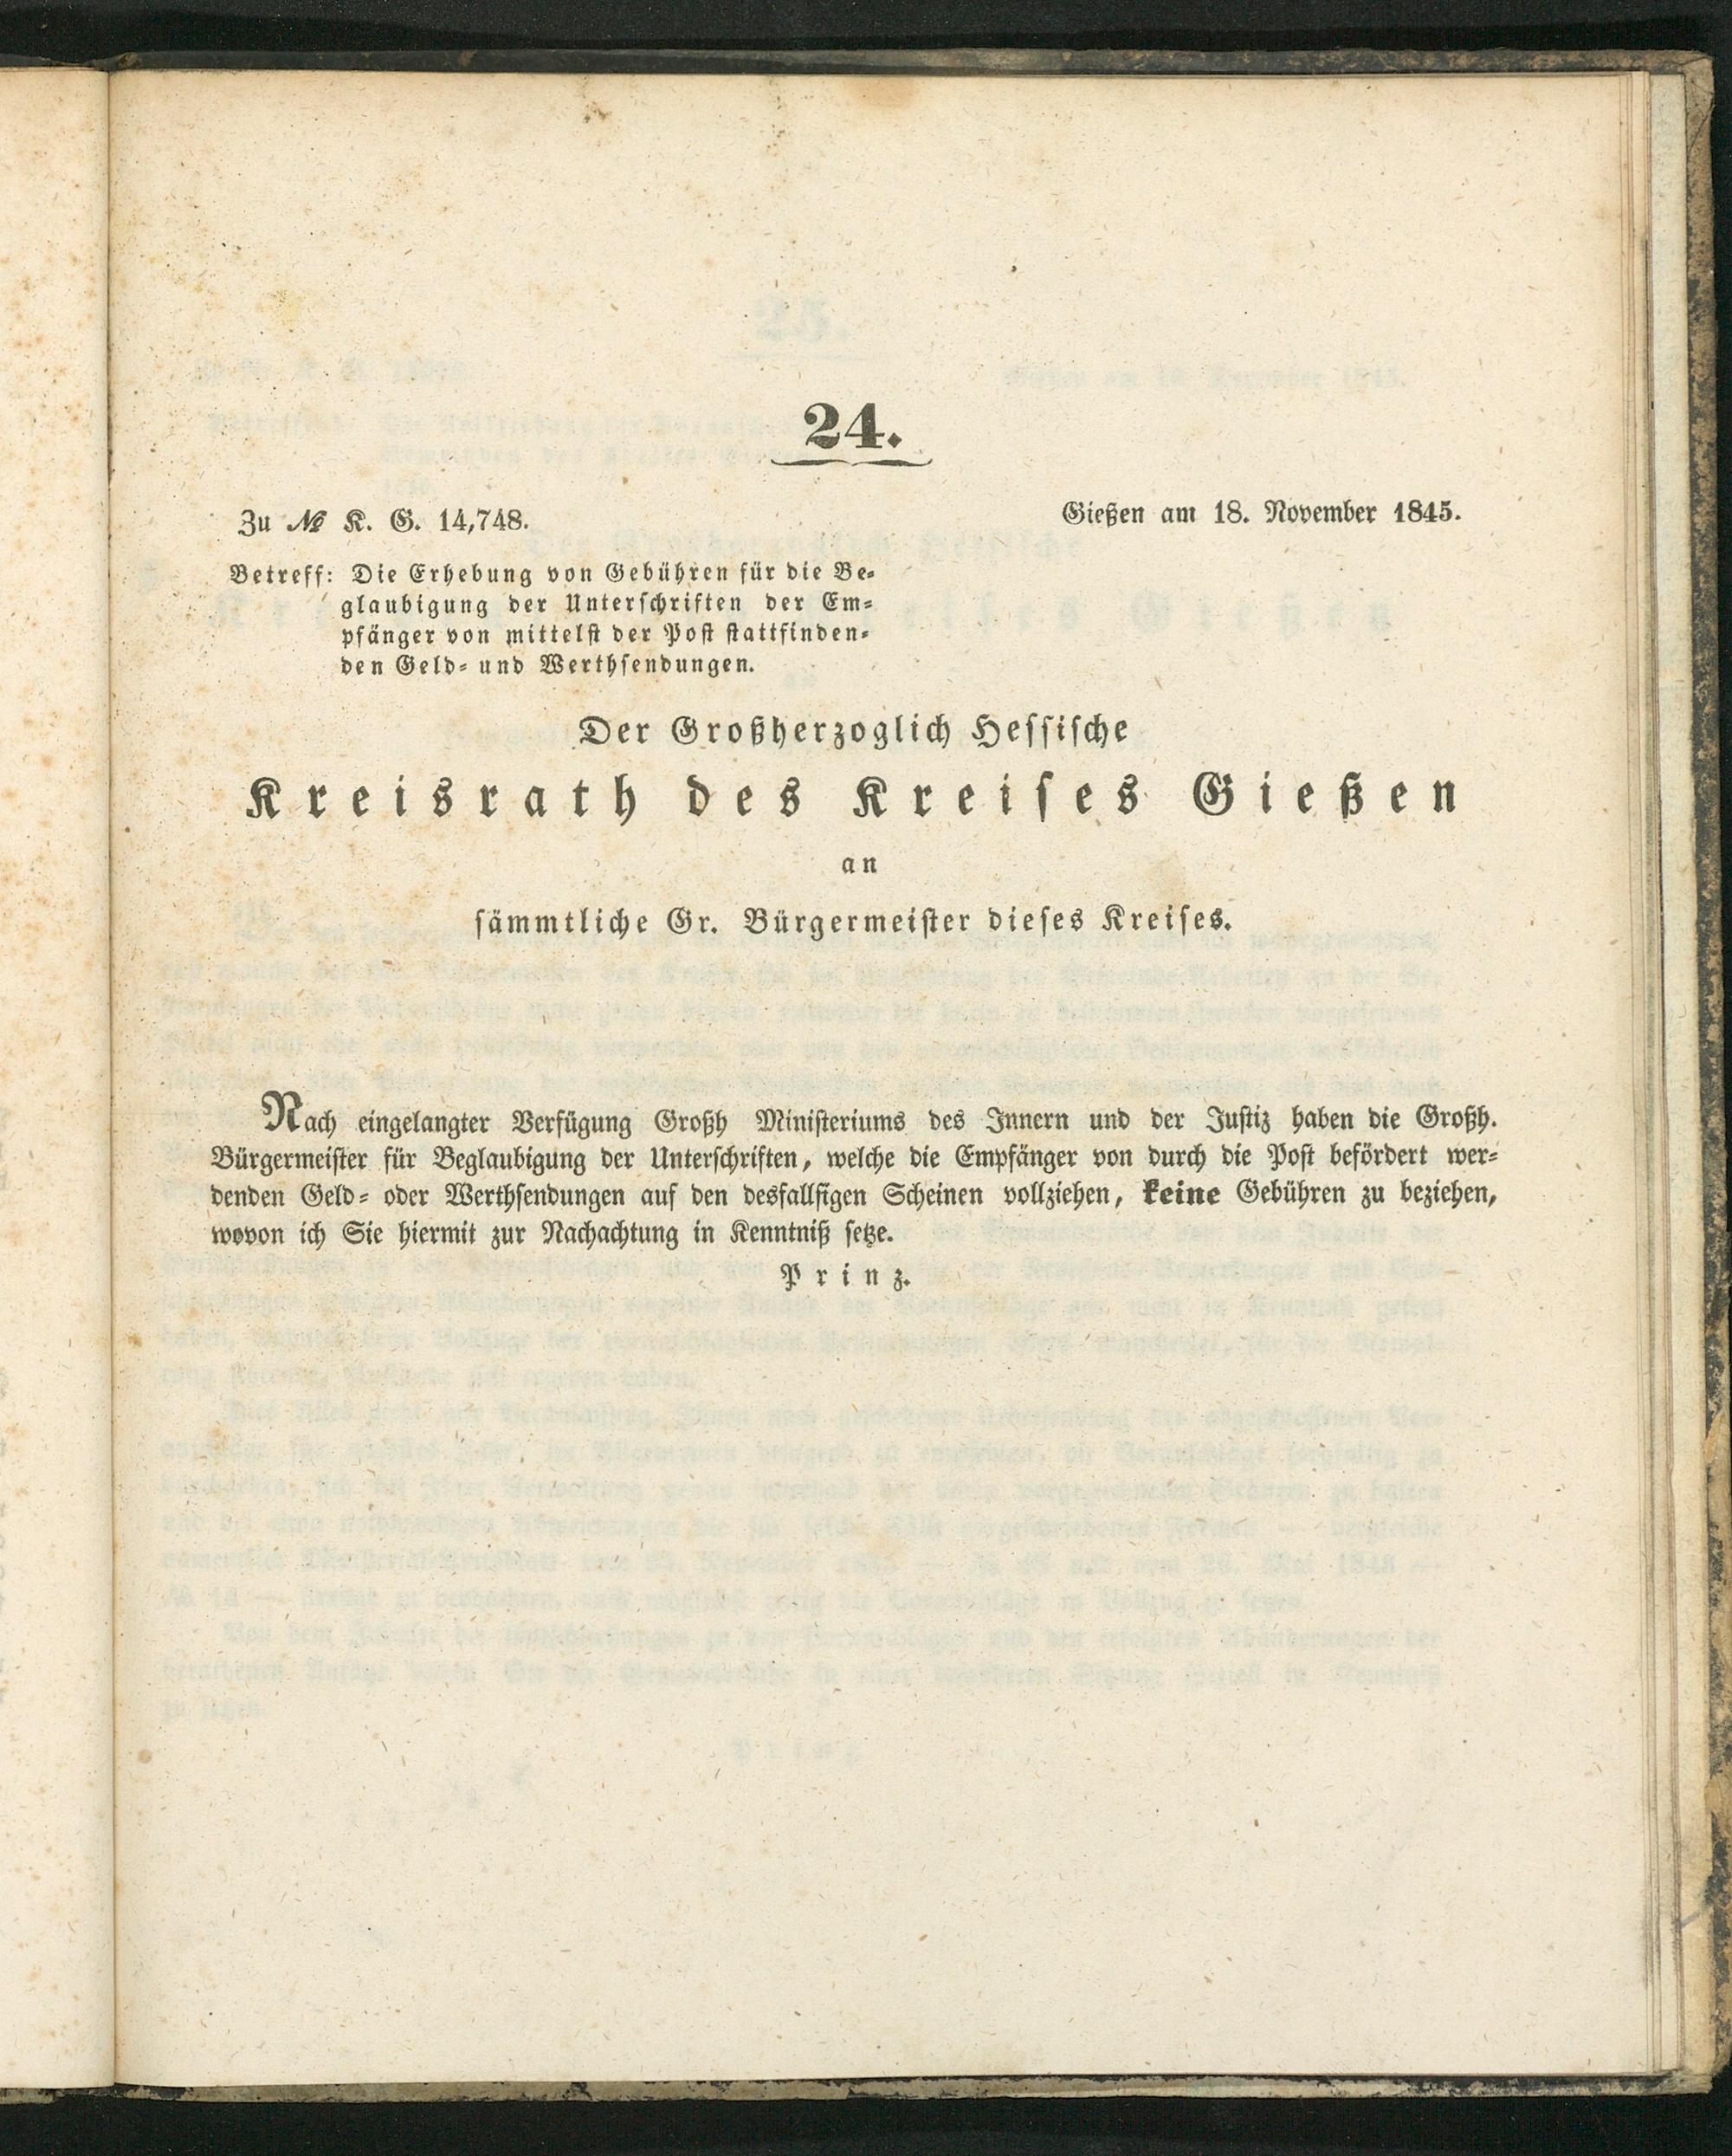 24.
Zu № K. G. 14,748.
Gießen am 18. November 1845.
Betreff: Die Erhebung von Gebühren für die Be-
glaubigung der Unterschriften der Em-
pfänger von mittelst der Post stattfinden-
den Geld- und Werthsendungen.
Der Großherzoglich Hessische
Kreisrath des Kreises Gießen
an
sämmtliche Gr. Bürgermeister dieses Kreises.
Nach eingelangter Verfügung Großh Ministeriums des Innern und der Justiz haben die Großh.
Bürgermeister für Beglaubigung der Unterschriften, welche die Empfänger von durch die Post befördert wer-
denden Geld- oder Werthsendungen auf den desfallsigen Scheinen vollziehen, keine Gebühren zu beziehen,
wovon ich Sie hiermit zur Nachachtung in Kenntniß setze.
Prinz.